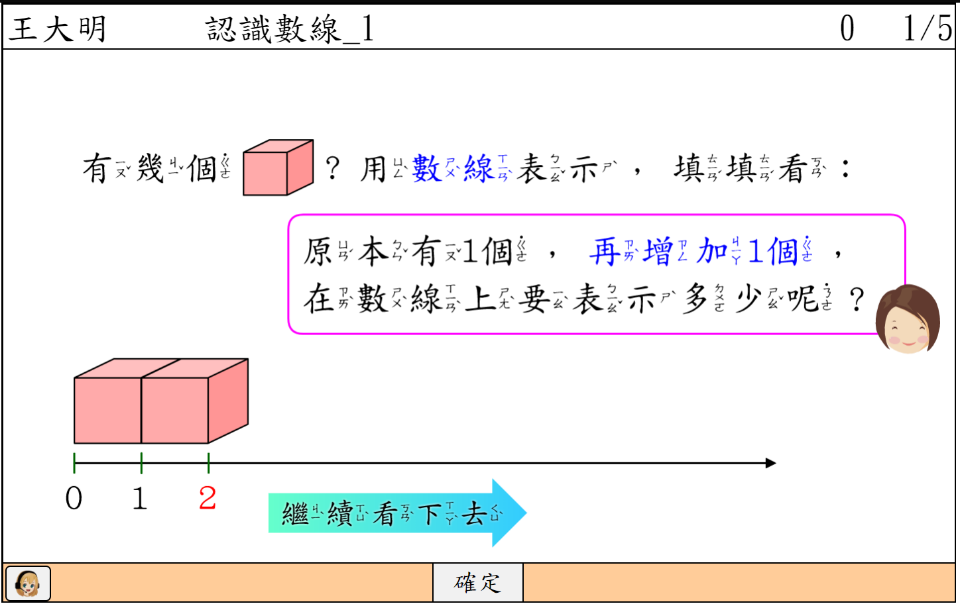 王大明 認識數線_1 0 1/5
有幾個 ? 用數線表示，填填看：
原本有1個，再增加1個，
在數線上要表示多少呢?
0 1 2
繼續看下去
確定